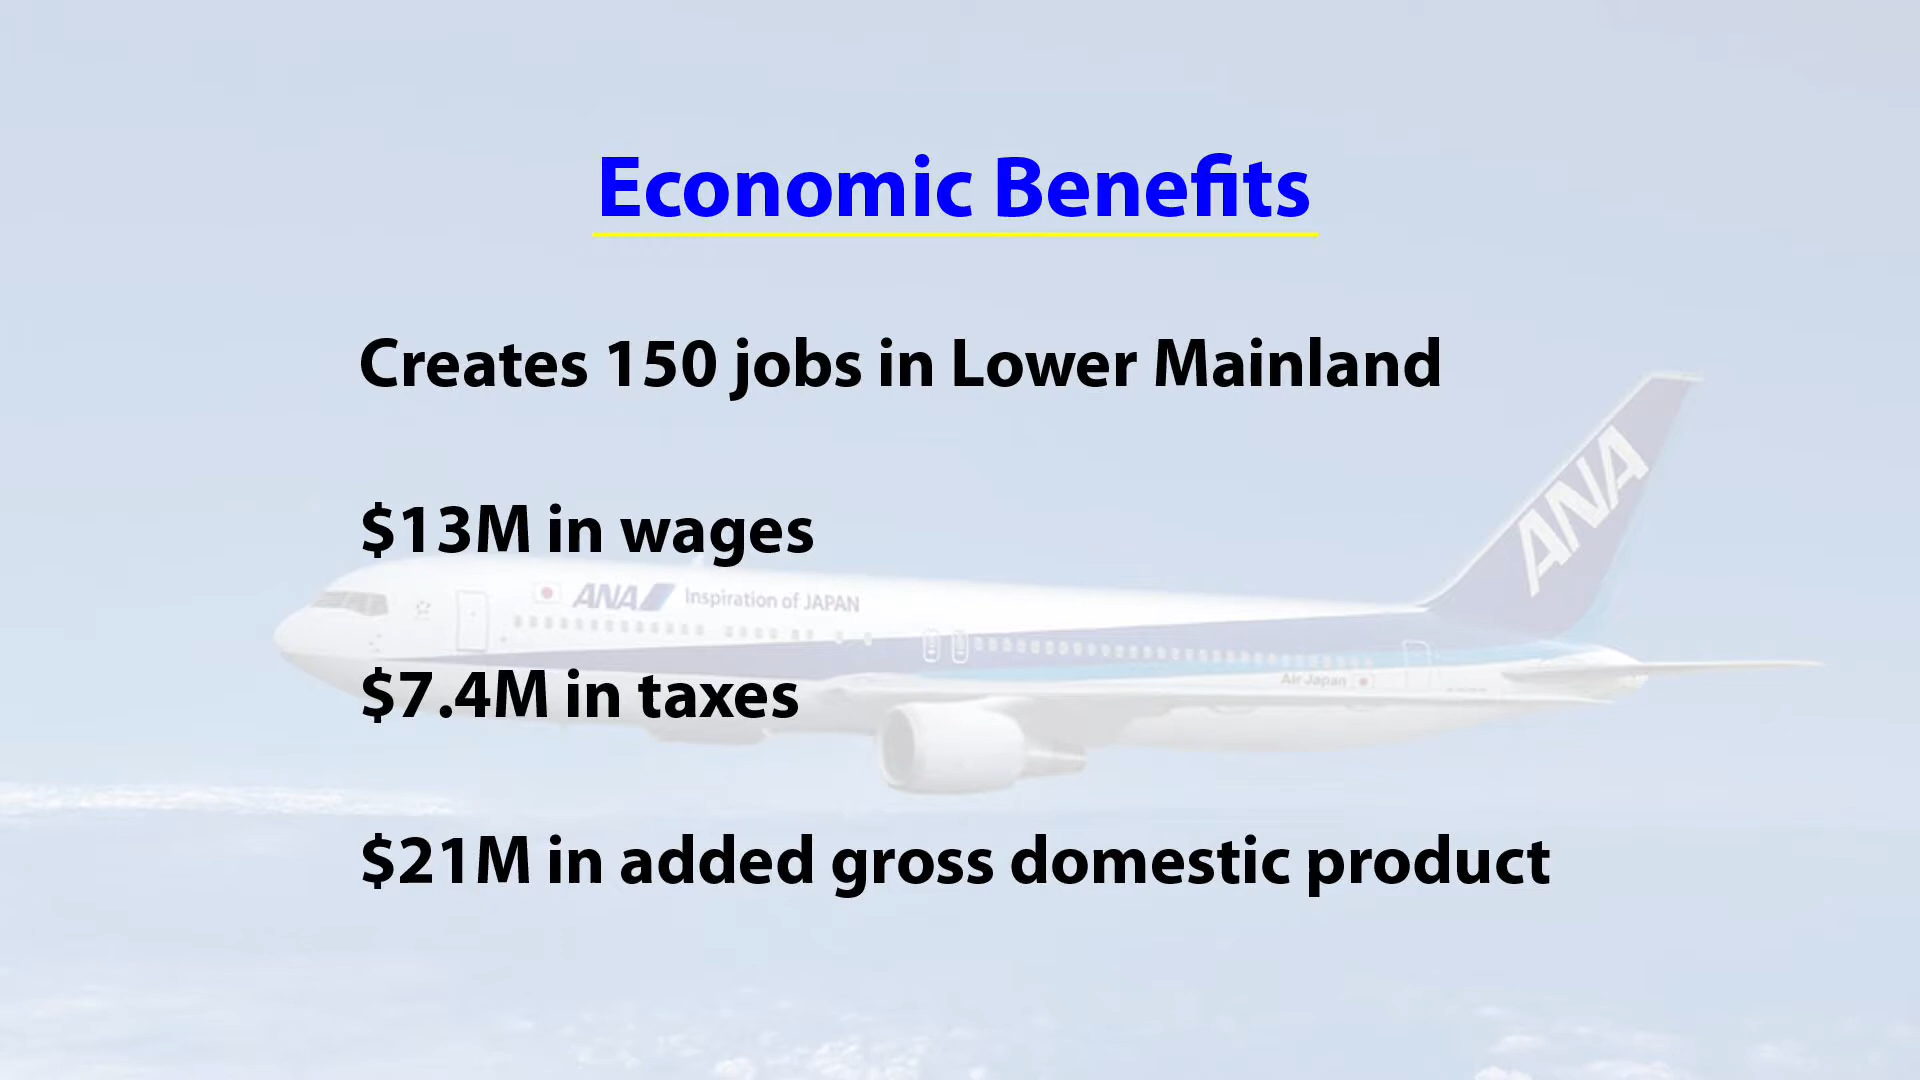 Economic Benefits
Creates 150 jobs in Lower Mainland
$13M in wages
ANA Inspiration of JAPAN
ANA
$7.4M in taxes
Air Japan
$21M in added gross domestic product